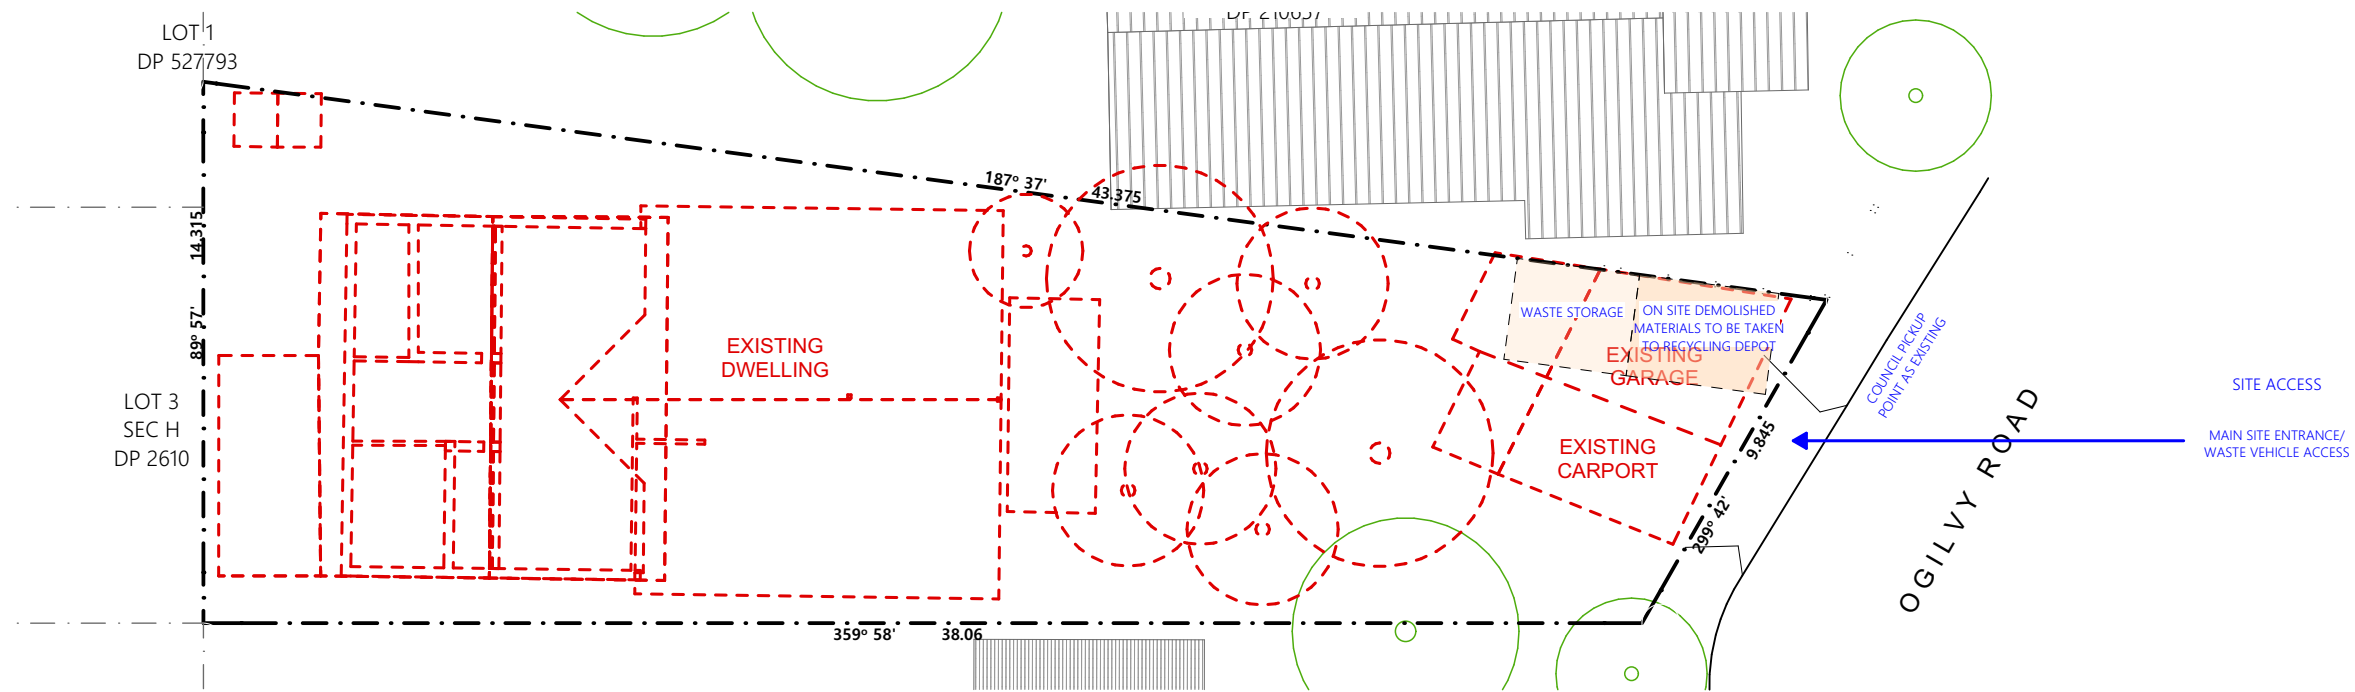 LOT 1
DP 527793
DP 210657
187° 37'
43.375
14.315
89° 57'
LOT 3
SEC H
DP 2610
EXISTING
DWELLING
WASTE STORAGE
ON SITE DEMOLISHED
MATERIALS TO BE TAKEN
TO RECYCLING DEPOT
EXISTING
GARAGE
EXISTING
CARPORT
COUNCIL PICKUP
POINT AS EXISTING
SITE ACCESS
MAIN SITE ENTRANCE/
WASTE VEHICLE ACCESS
9.845
299° 42'
OGILVY ROAD
359° 58'
38.06